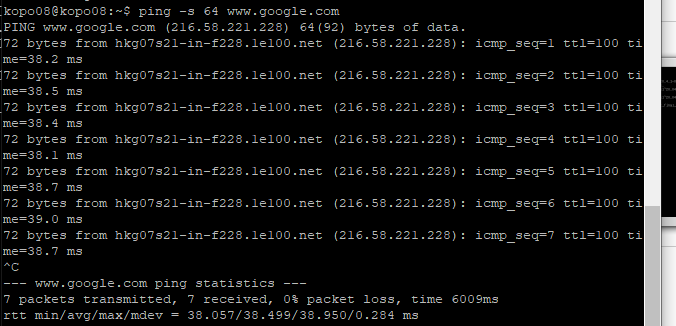 kopo08@kopo08:~$ ping -s 64 www.google.com
PING www.google.com (216.58.221.228) 64(92) bytes of data.
72 bytes from hkg07s21-in-f228.1e100.net (216.58.221.228): icmp_seq=1 ttl=100 ti
me=38.2 ms
72 bytes from hkg07s21-in-f228.1e100.net (216.58.221.228): icmp_seq=2 ttl=100 ti
me=38.5 ms
72 bytes from hkg07s21-in-f228.1e100.net (216.58.221.228): icmp_seq=3 ttl=100 ti
me=38.4 ms
72 bytes from hkg07s21-in-f228.1e100.net (216.58.221.228): icmp_seq=4 ttl=100 ti
me=38.1 ms
72 bytes from hkg07s21-in-f228.1e100.net (216.58.221.228): icmp_seq=5 ttl=100 ti
me=38.7 ms
72 bytes from hkg07s21-in-f228.1e100.net (216.58.221.228): icmp_seq=6 ttl=100 ti
me=39.0 ms
72 bytes from hkg07s21-in-f228.1e100.net (216.58.221.228): icmp_seq=7 ttl=100 ti
me=38.7 ms
^C
--- www.google.com ping statistics ---
7 packets transmitted, 7 received, 0% packet loss, time 6009ms
rtt min/avg/max/mdev = 38.057/38.499/38.950/0.284 ms